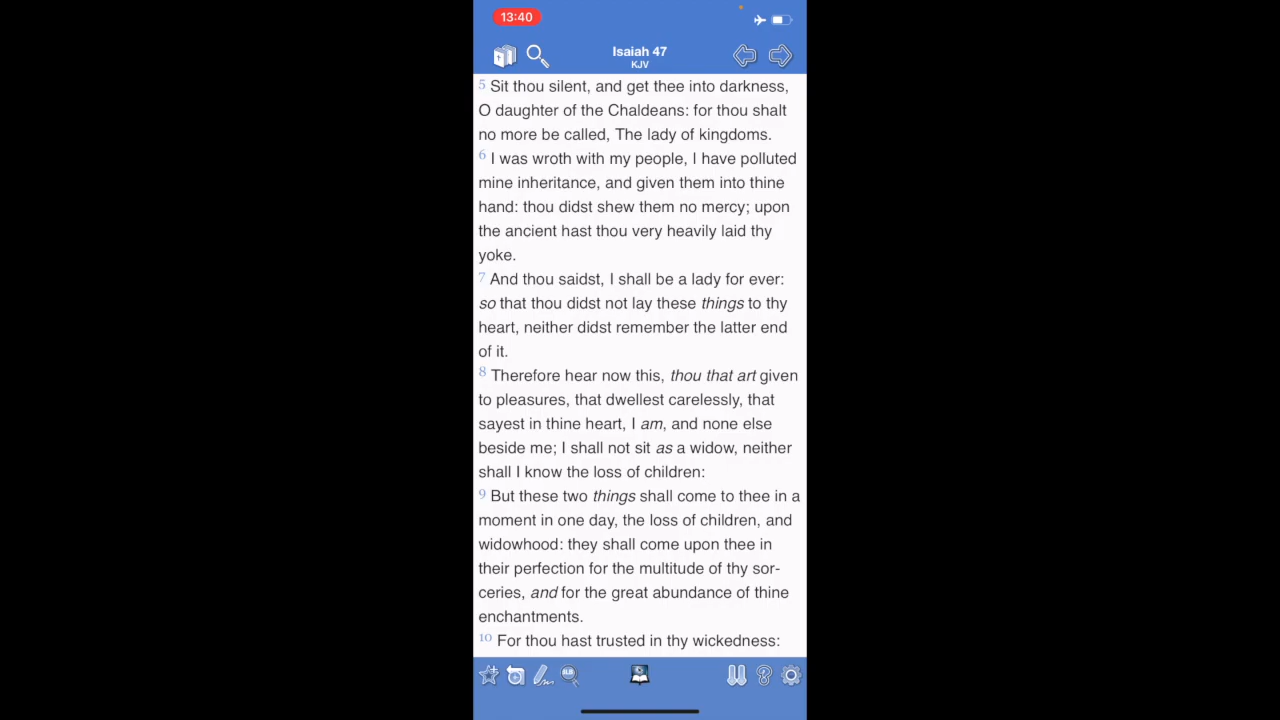 13:40
Isaiah 47
KJV
5 Sit thou silent, and get thee into darkness,
O daughter of the Chaldeans: for thou shalt
no more be called, The lady of kingdoms.
6 I was wroth with my people, I have polluted
mine inheritance, and given them into thine
hand: thou didst shew them no mercy; upon
the ancient hast thou very heavily laid thy
yoke.
7 And thou saidst, I shall be a lady for ever:
so that thou didst not lay these things to thy
heart, neither didst remember the latter end
of it.
8 Therefore hear now this, thou that art given
to pleasures, that dwellest carelessly, that
sayest in thine heart, I am, and none else
beside me; I shall not sit as a widow, neither
shall I know the loss of children:
9 But these two things shall come to thee in a
moment in one day, the loss of children, and
widowhood: they shall come upon thee in
their perfection for the multitude of thy sor-
ceries, and for the great abundance of thine
enchantments.
10 For thou hast trusted in thy wickedness:
BLB